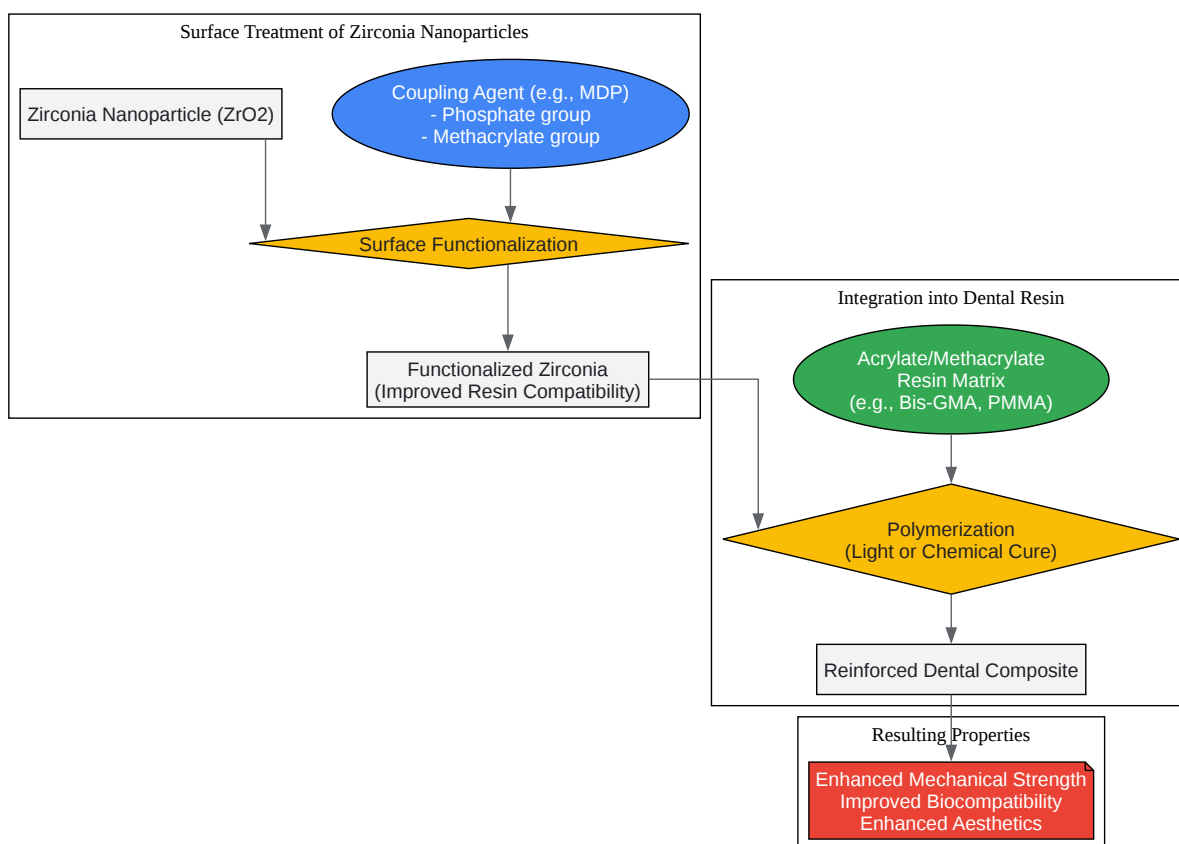 Surface Treatment of Zirconia Nanoparticles
Zirconia Nanoparticle (ZrO2)
Coupling Agent (e.g., MDP)
- Phosphate group
- Methacrylate group
Surface Functionalization
Functionalized Zirconia
(Improved Resin Compatibility)
Integration into Dental Resin
Acrylate/Methacrylate
Resin Matrix
(e.g., Bis-GMA, PMMA)
Polymerization
(Light or Chemical Cure)
Reinforced Dental Composite
Resulting Properties
Enhanced Mechanical Strength
Improved Biocompatibility
Enhanced Aesthetics